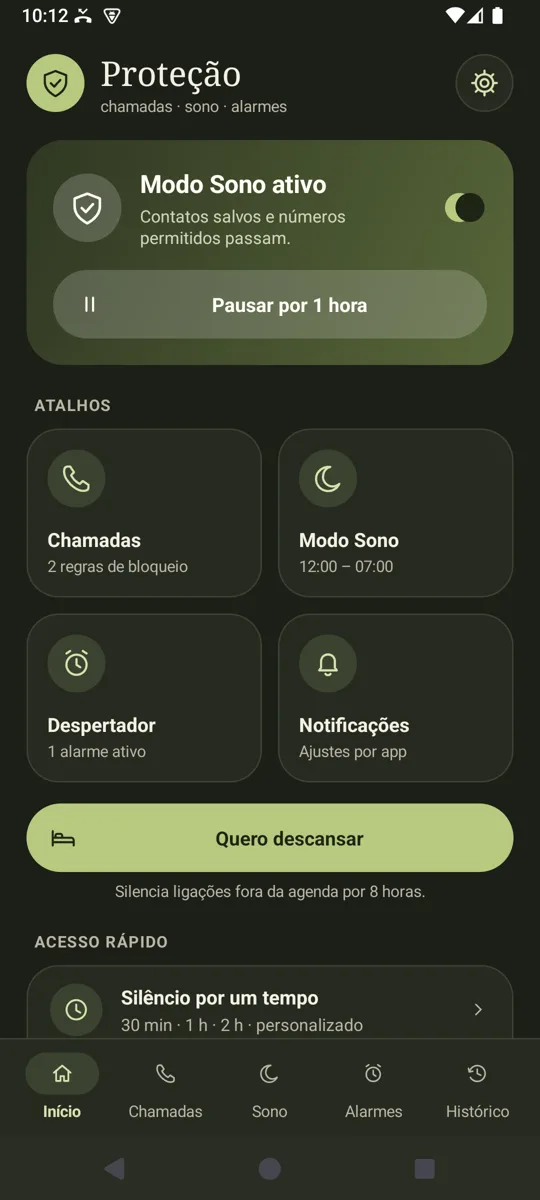 10:12
Proteção
chamadas · sono · alarmes
Modo Sono ativo
Contatos salvos e números
permitidos passam.
Pausar por 1 hora
ATALHOS
Chamadas
2 regras de bloqueio
Modo Sono
12:00 – 07:00
Despertador
1 alarme ativo
Notificações
Ajustes por app
Quero descansar
Silencia ligações fora da agenda por 8 horas.
ACESSO RÁPIDO
Silêncio por um tempo
30 min · 1 h · 2 h · personalizado
Início
Chamadas
Sono
Alarmes
Histórico